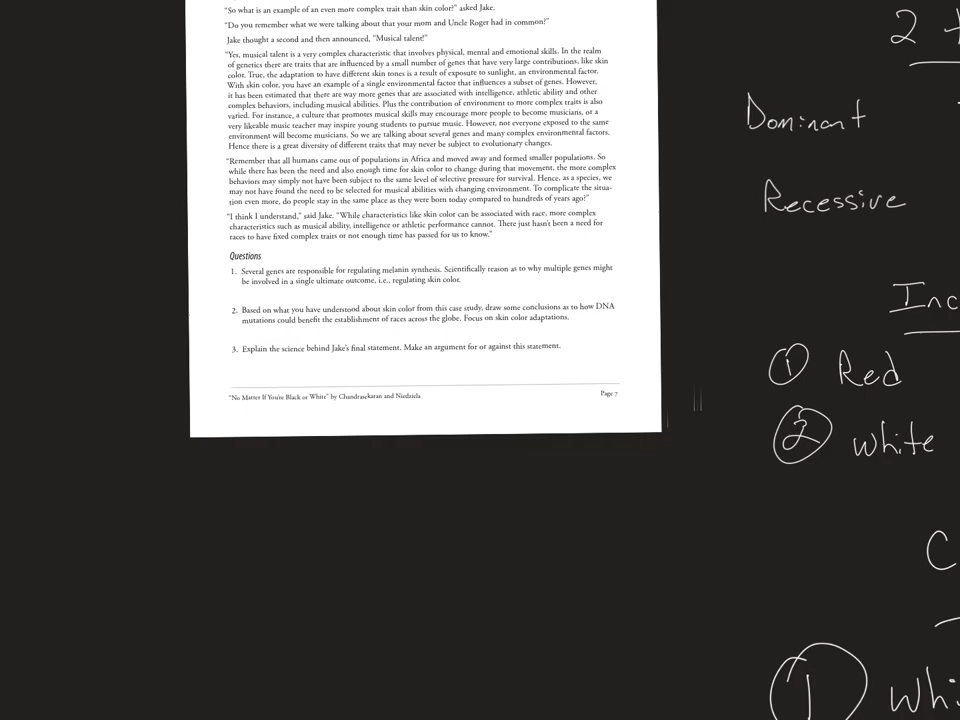 "So what is an example of an even more complex trait than skin color?" asked Jake.
"Do you remember what we were talking about that your mom and Uncle Roger had in common?"
Jake thought a second and then announced, "Musical talent!"
"Yes, musical talent is a very complex characteristic that involves physical, mental and emotional skills. In the realm
of genetics there are traits that are influenced by a small number of genes that have very large contributions, like skin
color. True, the adaptation to have different skin tones is a result of exposure to sunlight, an environmental factor.
With skin color, you have an example of a single environmental factor that influences a subset of genes. However,
it has been estimated that there are way more genes that are associated with intelligence, athletic ability and other
complex behaviors, including musical abilities. Plus the contribution of environment to more complex traits is also
varied. For instance, a culture that promotes musical skills may encourage more people to become musicians, or a
very likeable music teacher may inspire young students to pursue music. However, not everyone exposed to the same
environment will become musicians. So we are talking about several genes and many complex environmental factors.
Hence there is a great diversity of different traits that may never be subject to evolutionary changes.
"Remember that all humans came out of populations in Africa and moved away and formed smaller populations. So
while there has been the need and also enough time for skin color to change during that movement, the more complex
behaviors may simply not have been subject to the same level of selective pressure for survival. Hence, as a species, we
may not have found the need to be selected for musical abilities with changing environment. To complicate the situa-
tion even more, do people stay in the same place as they were born today compared to hundreds of years ago?"
"I think I understand," said Jake. "While characteristics like skin color can be associated with race, more complex
characteristics such as musical ability, intelligence or athletic performance cannot. There just hasn't been a need for
races to have fixed complex traits or not enough time has passed for us to know."
Questions
1. Several genes are responsible for regulating melanin synthesis. Scientifically reason as to why multiple genes might
be involved in a single ultimate outcome, i.e., regulating skin color.
2. Based on what you have understood about skin color from this case study, draw some conclusions as to how DNA
mutations could benefit the establishment of races across the globe. Focus on skin color adaptations.
3. Explain the science behind Jake's final statement. Make an argument for or against this statement.
"No Matter If You're Black or White" by Chandrasekaran and Niedziela
Page 7
2
Dominant
Recessive
Inc
1 Red
2 White
C
1 Whi